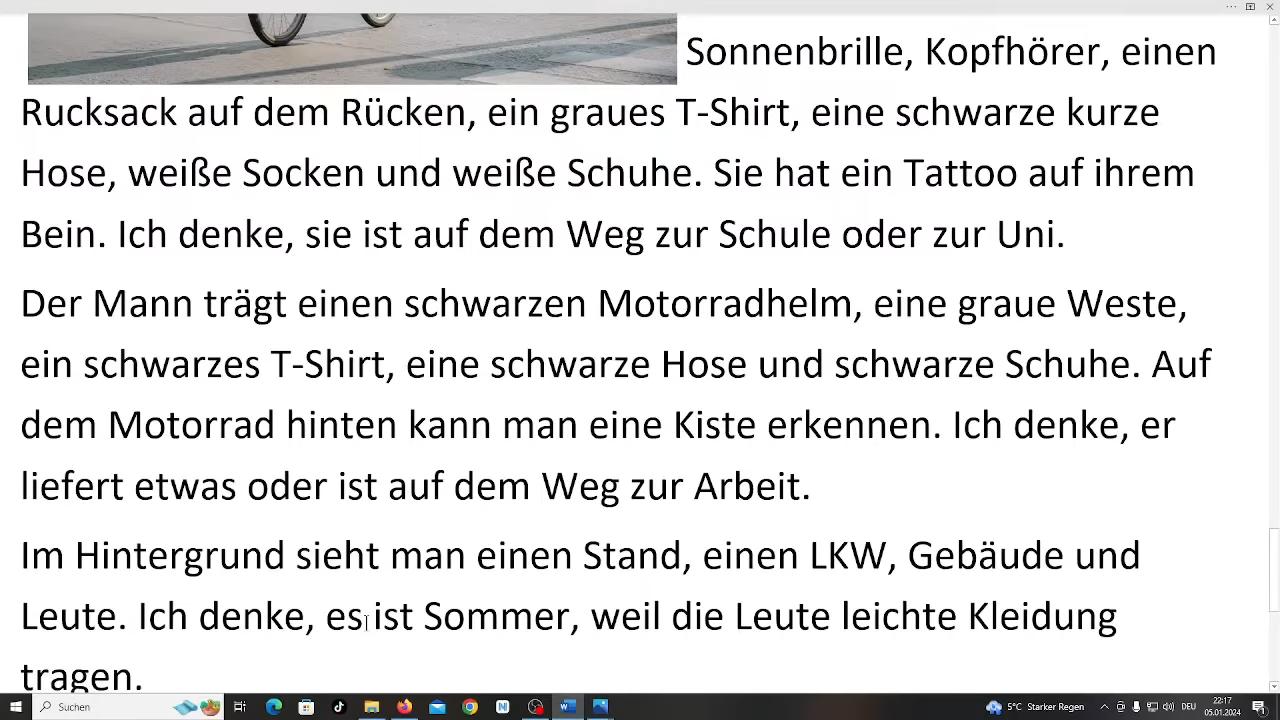 Sonnenbrille, Kopfhörer, einen
Rucksack auf dem Rücken, ein graues T-Shirt, eine schwarze kurze
Hose, weiße Socken und weiße Schuhe. Sie hat ein Tattoo auf ihrem
Bein. Ich denke, sie ist auf dem Weg zur Schule oder zur Uni.
Der Mann trägt einen schwarzen Motorradhelm, eine graue Weste,
ein schwarzes T-Shirt, eine schwarze Hose und schwarze Schuhe. Auf
dem Motorrad hinten kann man eine Kiste erkennen. Ich denke, er
liefert etwas oder ist auf dem Weg zur Arbeit.
Im Hintergrund sieht man einen Stand, einen LKW, Gebäude und
Leute. Ich denke, es ist Sommer, weil die Leute leichte Kleidung
tragen.
Suchen
5°C Starker Regen
DEU
22:17
05.01.2024